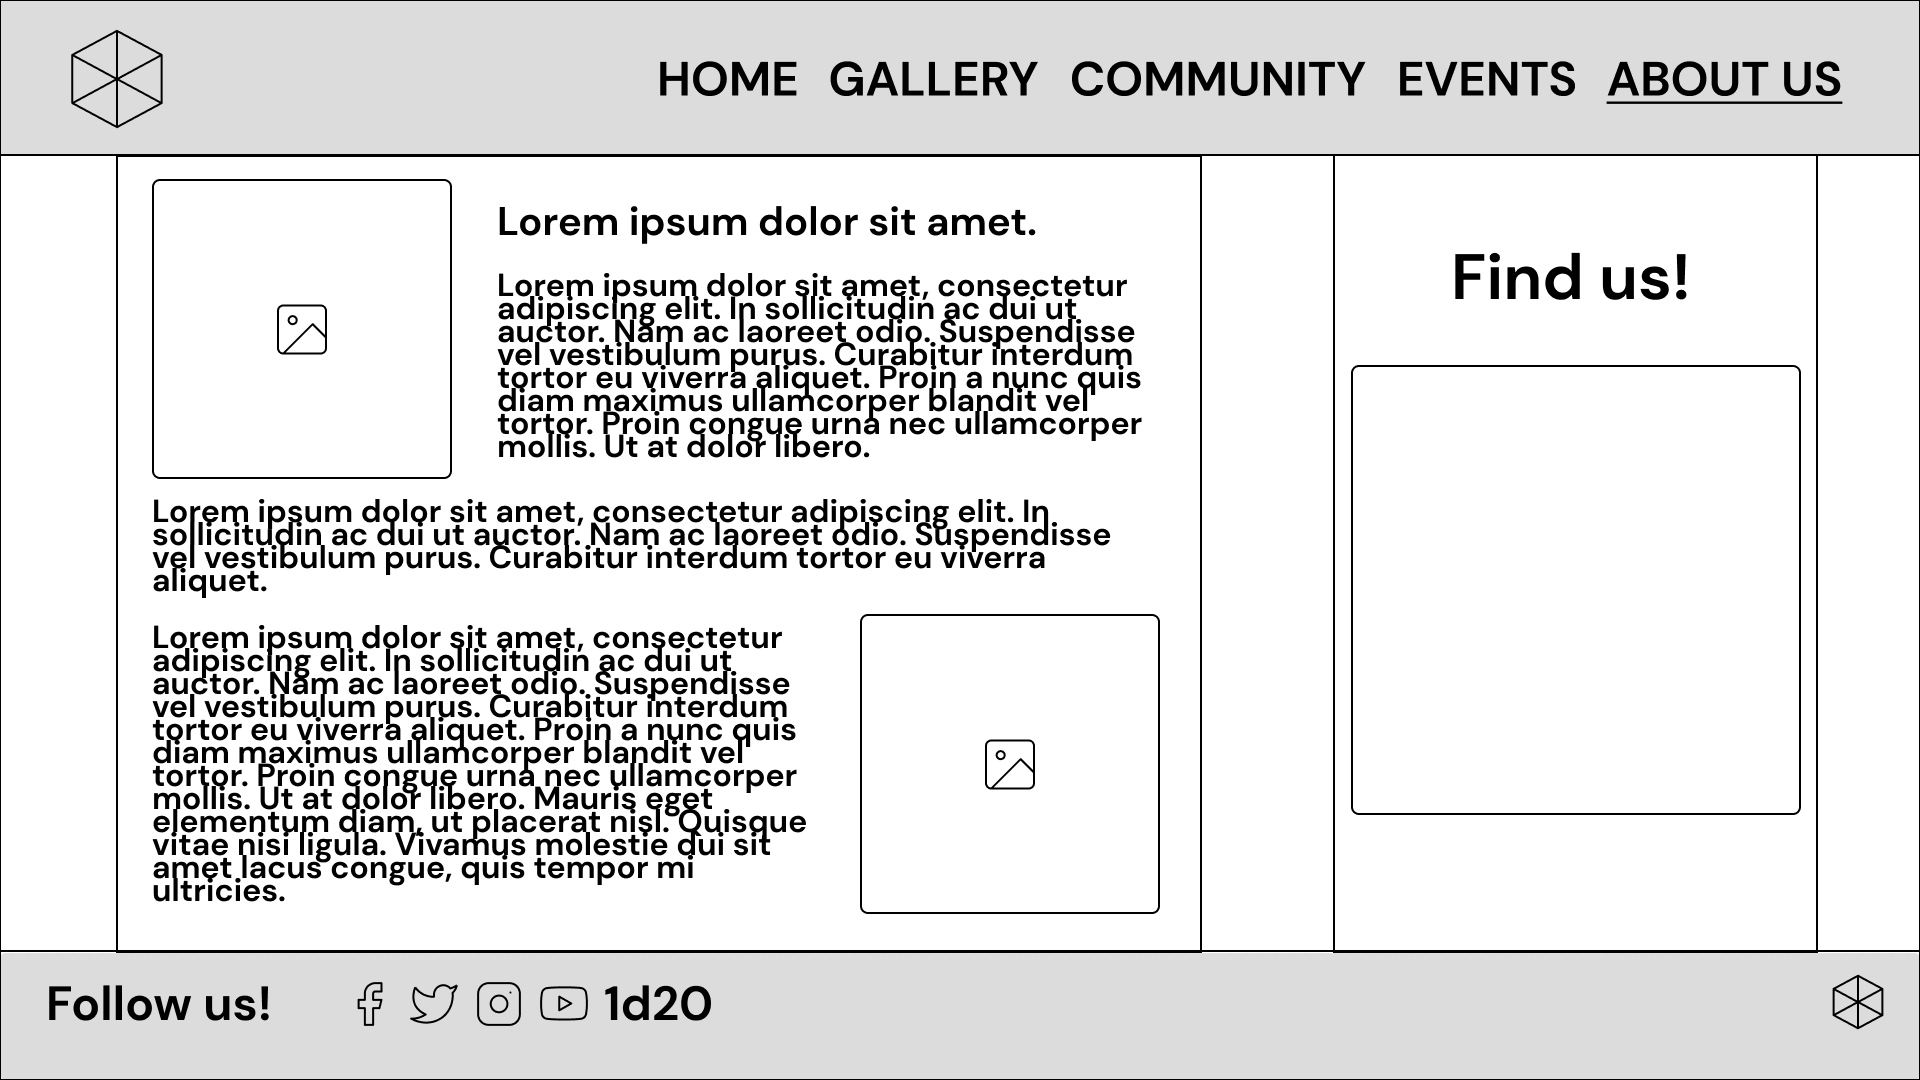 HOME GALLERY COMMUNITY EVENTS ABOUT US
Lorem ipsum dolor sit amet.
Lorem ipsum dolor sit amet, consectetur
adipiscing elit. In sollicitudin ac dui ut
auctor. Nam ac laoreet odio. Suspendisse
vel vestibulum purus. Curabitur interdum
tortor eu viverra aliquet. Proin a nunc quis
diam maximus ullamcorper blandit vel
tortor. Proin congue urna nec ullamcorper
mollis. Ut at dolor libero.
Lorem ipsum dolor sit amet, consectetur adipiscing elit. In
sollicitudin ac dui ut auctor. Nam ac laoreet odio. Suspendisse
vel vestibulum purus. Curabitur interdum tortor eu viverra
aliquet.
Lorem ipsum dolor sit amet, consectetur
adipiscing elit. In sollicitudin ac dui ut
auctor. Nam ac laoreet odio. Suspendisse
vel vestibulum purus. Curabitur interdum
tortor eu viverra aliquet. Proin a nunc quis
diam maximus ullamcorper blandit vel
tortor. Proin congue urna nec ullamcorper
mollis. Ut at dolor libero. Mauris eget
elementum diam, ut placerat nisl. Quisque
vitae nisi ligula. Vivamus molestie dui sit
amet lacus congue, quis tempor mi
ultricies.
Find us!
Follow us! 1d20